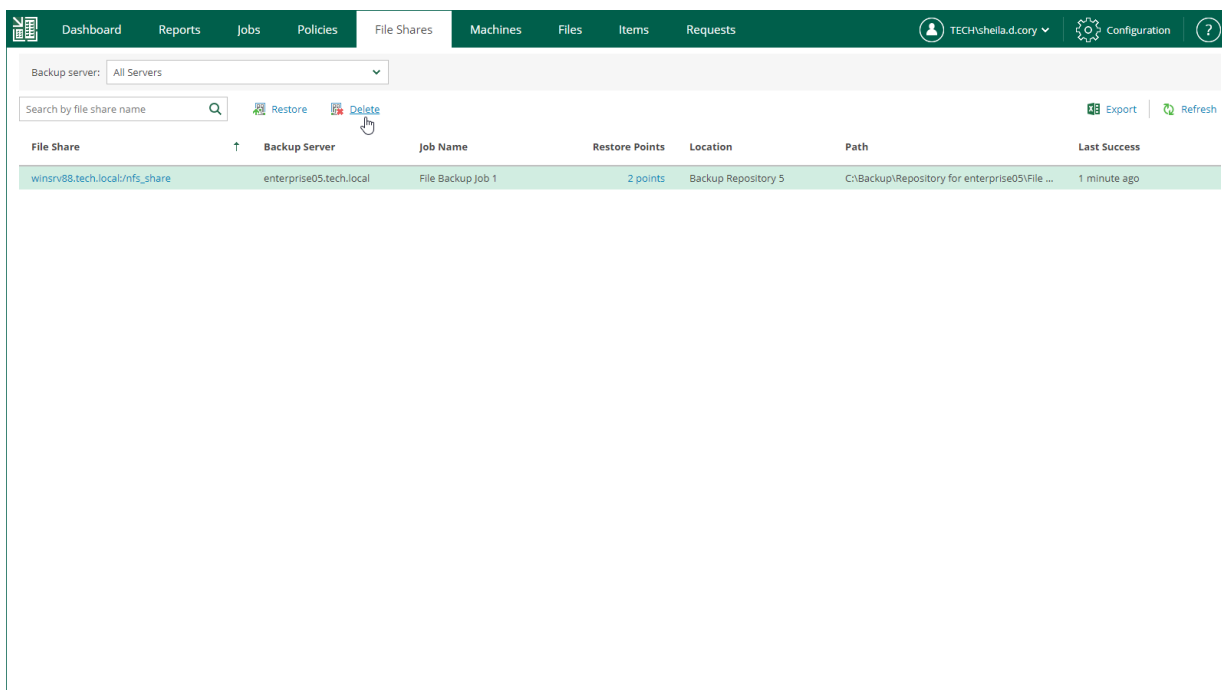 Dashboard Reports Jobs Policies File Shares Machines Files Items Requests TECH\sheila.d.cory Configuration ?
Backup server: All Servers
Search by file share name Restore Delete Export Refresh
File Share ↑ Backup Server Job Name Restore Points Location Path Last Success
winsrv88.tech.local:/nfs_share enterprise05.tech.local File Backup Job 1 2 points Backup Repository 5 C:\Backup\Repository for enterprise05\File ... 1 minute ago